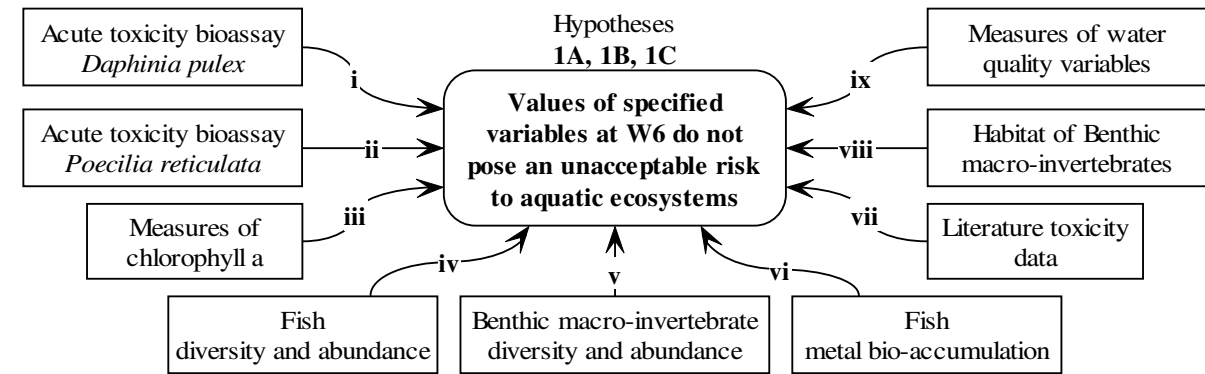 Hypotheses
1A, 1B, 1C
Values of specified
variables at W6 do not
pose an unacceptable risk
to aquatic ecosystems
Acute toxicity bioassay
Daphinia pulex
i
Acute toxicity bioassay
Poecilia reticulata
ii
Measures of
chlorophyll a
iii
Fish
diversity and abundance
iv
Benthic macro-invertebrate
diversity and abundance
v
Fish
metal bio-accumulation
vi
Literature toxicity
data
vii
Habitat of Benthic
macro-invertebrates
viii
Measures of water
quality variables
ix